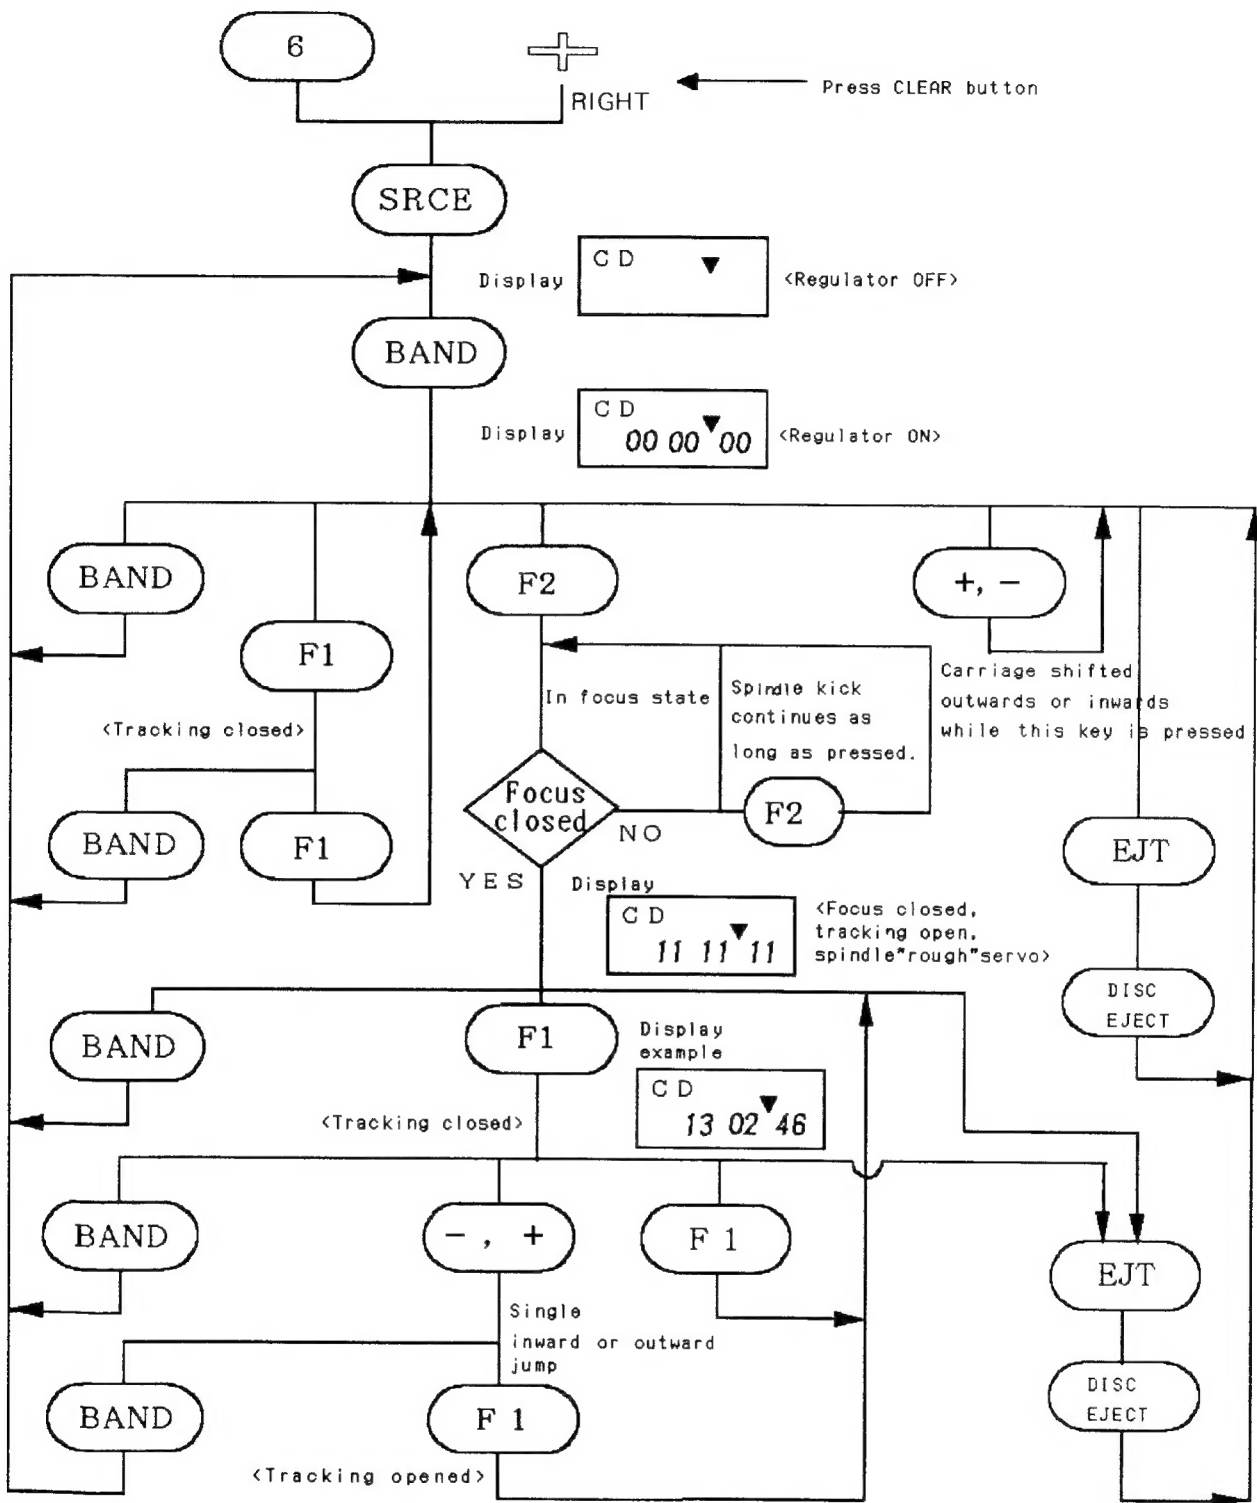 6
RIGHT
Press CLEAR button
SRCE
Display
CD ▼
<Regulator OFF>
BAND
Display
CD ▼
00 00 00
<Regulator ON>
BAND
F1
<Tracking closed>
BAND
F1
F2
In focus state
Spindle kick
continues as
long as pressed.
Focus
closed
NO
F2
YES
+, -
Carriage shifted
outwards or inwards
while this key is pressed
EJT
DISC
EJECT
Display
CD ▼
11 11 11
<Focus closed,
tracking open,
spindle"rough"servo>
BAND
F1
Display
example
CD ▼
13 02 46
<Tracking closed>
BAND
- , +
F 1
EJT
Single
inward or outward
jump
BAND
F 1
DISC
EJECT
<Tracking opened>